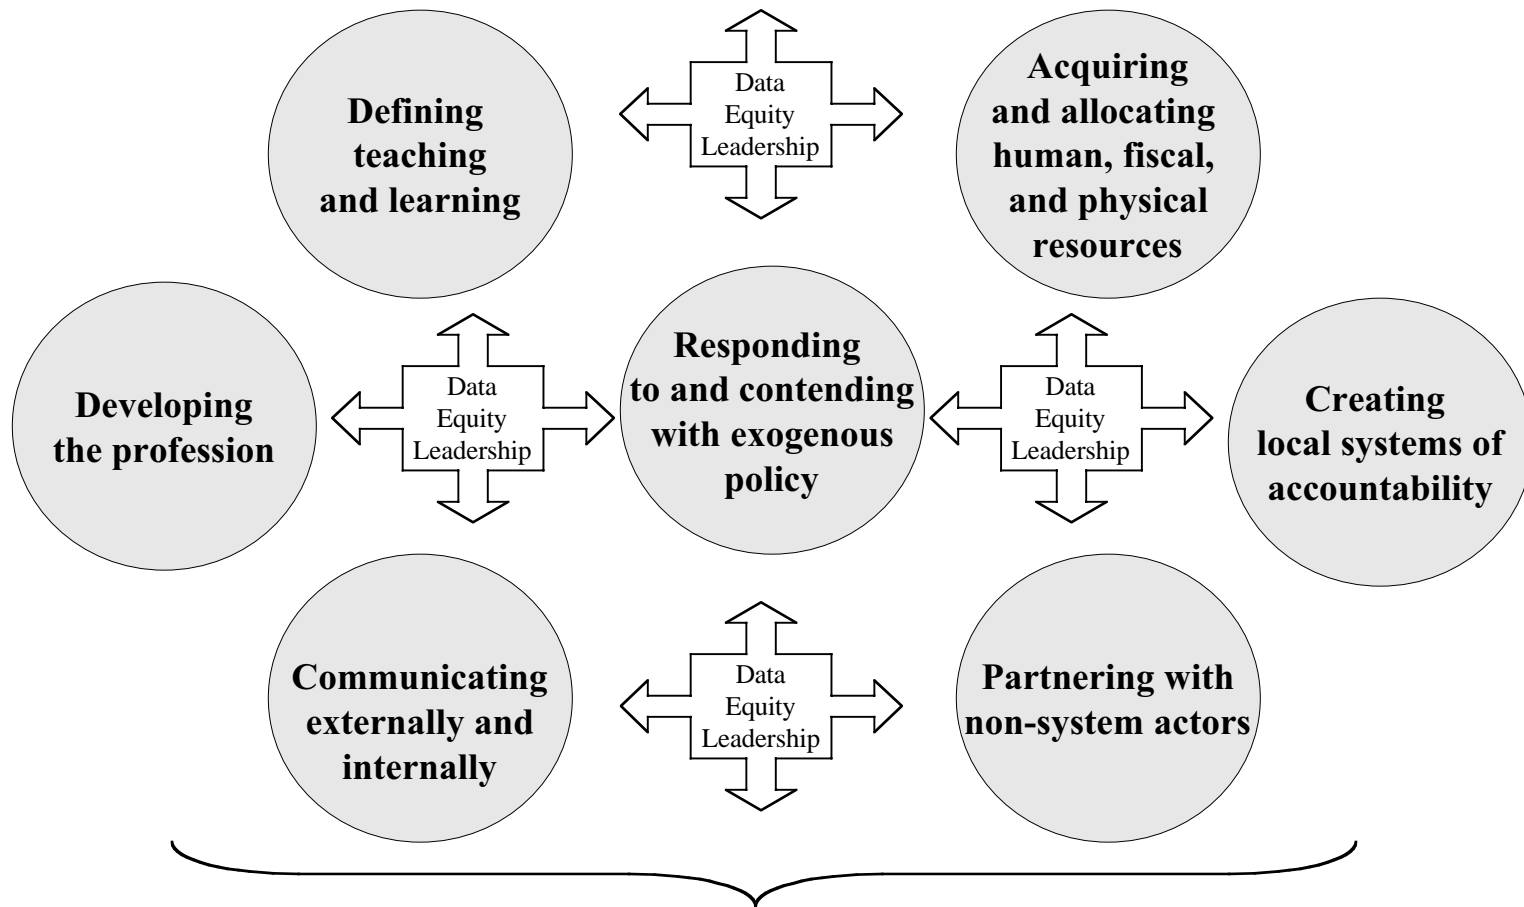 Defining
teaching
and learning
Data
Equity
Leadership
Acquiring
and allocating
human, fiscal,
and physical
resources
Developing
the profession
Data
Equity
Leadership
Responding
to and contending
with exogenous
policy
Data
Equity
Leadership
Creating
local systems of
accountability
Communicating
externally and
internally
Data
Equity
Leadership
Partnering with
non-system actors